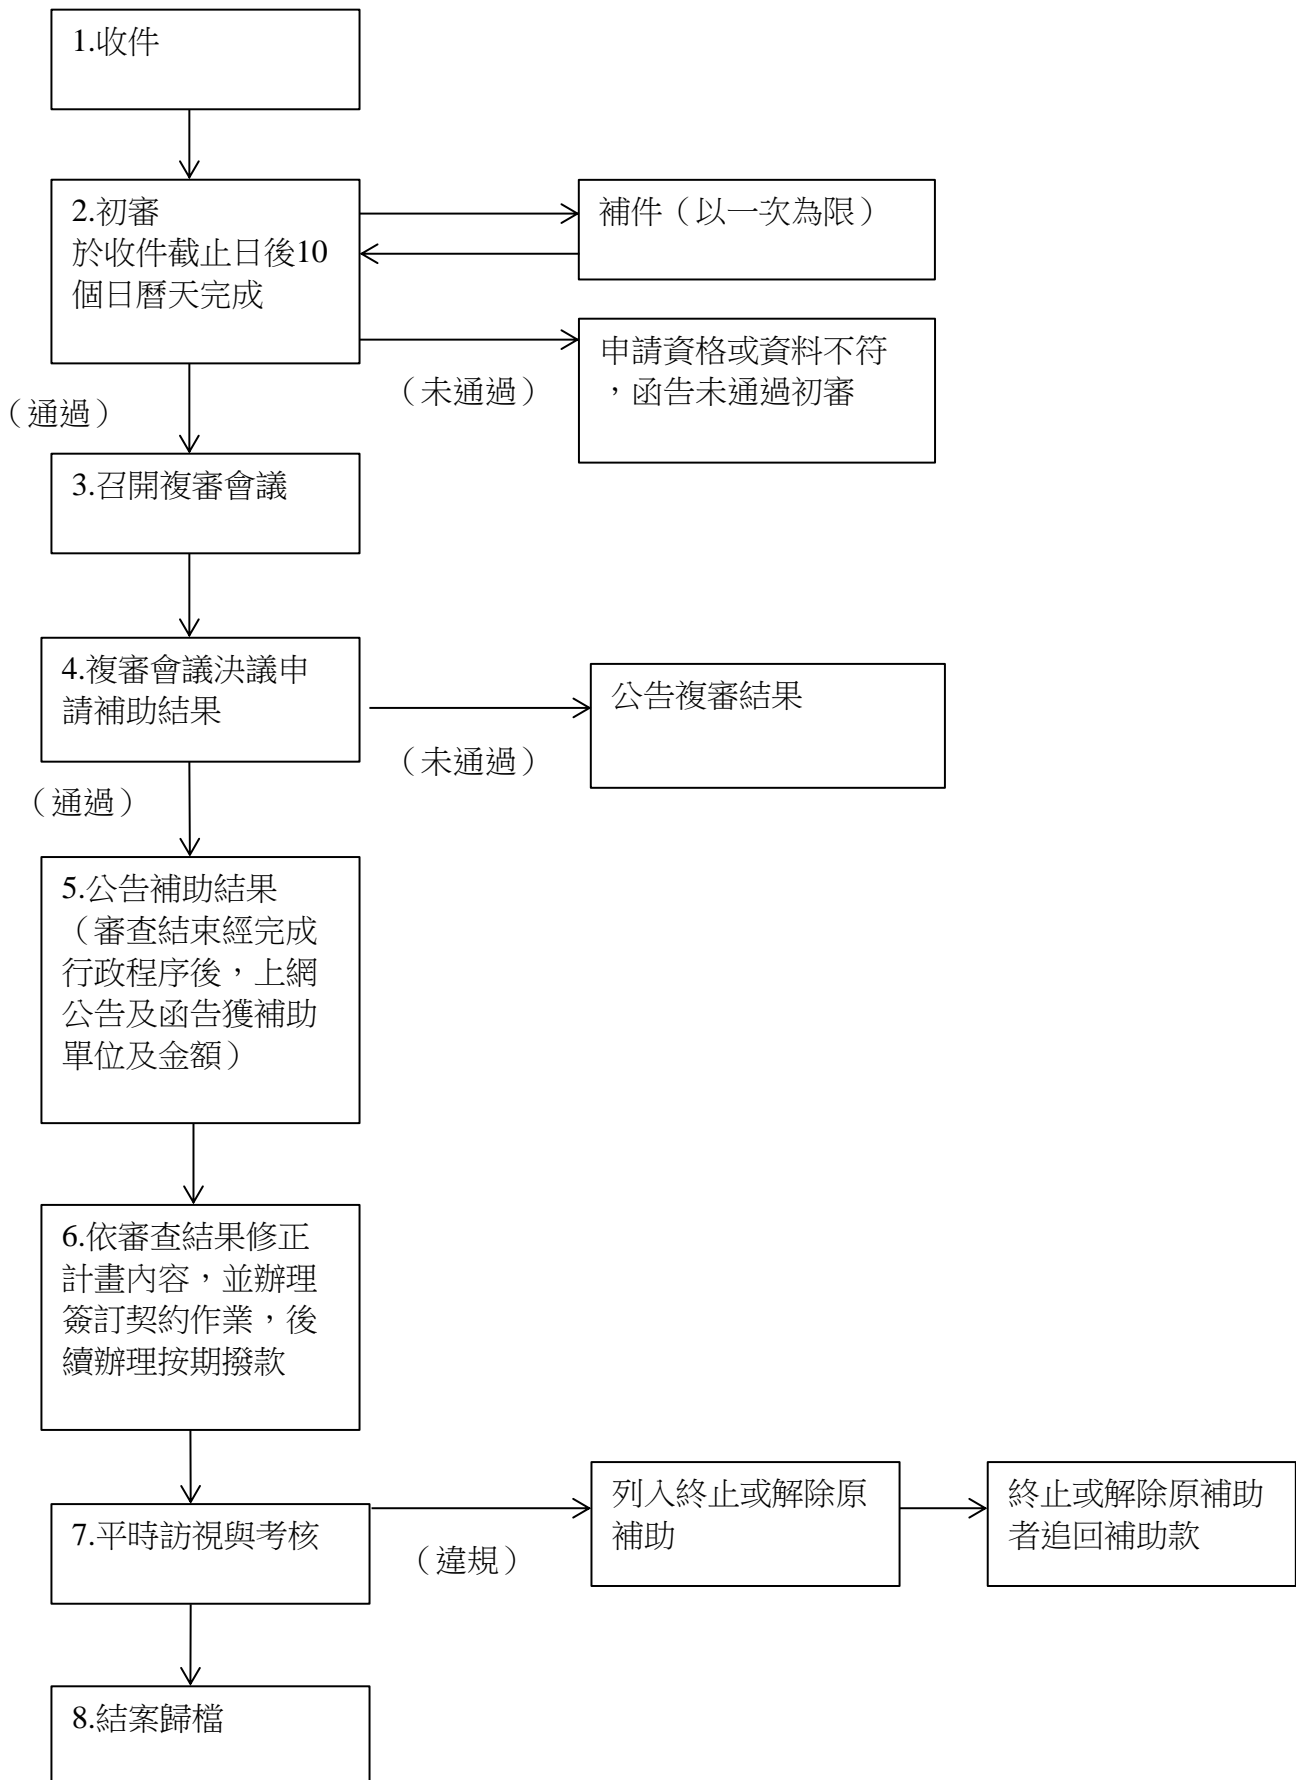 1.收件
2.初審
於收件截止日後10
個日曆天完成
補件（以一次為限）
申請資格或資料不符
，函告未通過初審
（未通過）
（通過）
3.召開複審會議
4.複審會議決議申
請補助結果
公告複審結果
（未通過）
（通過）
5.公告補助結果
（審查結束經完成
行政程序後，上網
公告及函告獲補助
單位及金額）
6.依審查結果修正
計畫內容，並辦理
簽訂契約作業，後
續辦理按期撥款
7.平時訪視與考核
（違規）
列入終止或解除原
補助
終止或解除原補助
者追回補助款
8.結案歸檔